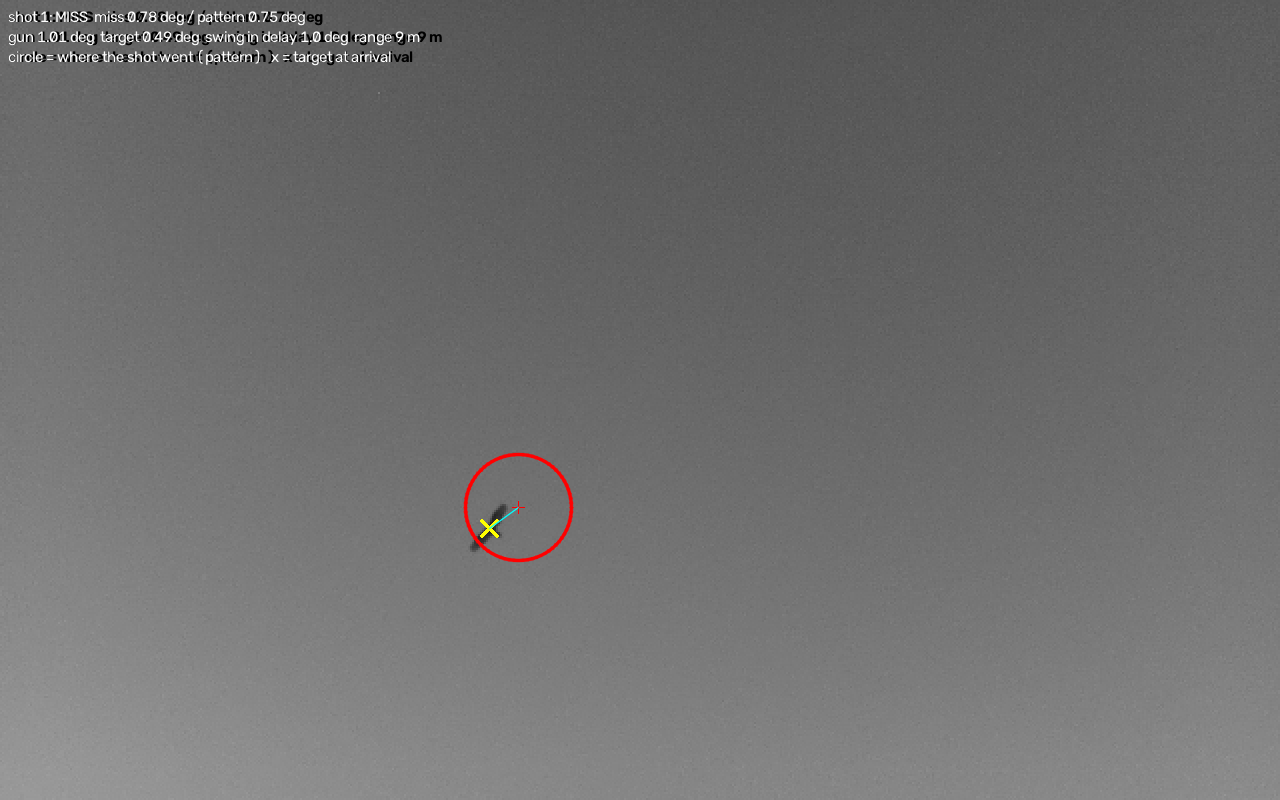 shot 1: MISS miss 0.78 deg / pattern 0.75 deg
gun 1.01 deg target 0.49 deg swing in delay 1.0 deg range 9 m
circle = where the shot went (pattern) x = target at arrival